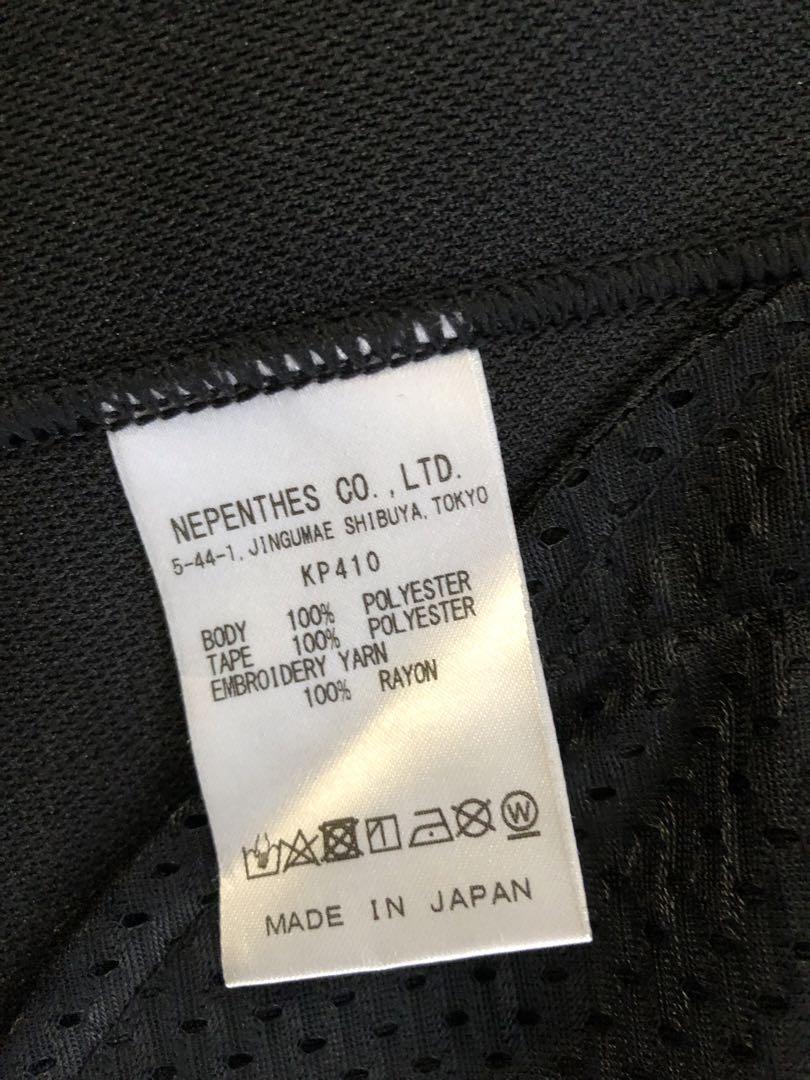 NEPENTHES CO.,LTD.
5-44-1, JINGUMAE SHIBUYA, TOKYO
KP410
BODY 100% POLYESTER
TAPE 100% POLYESTER
EMBROIDERY YARN
100% RAYON
W
MADE IN JAPAN